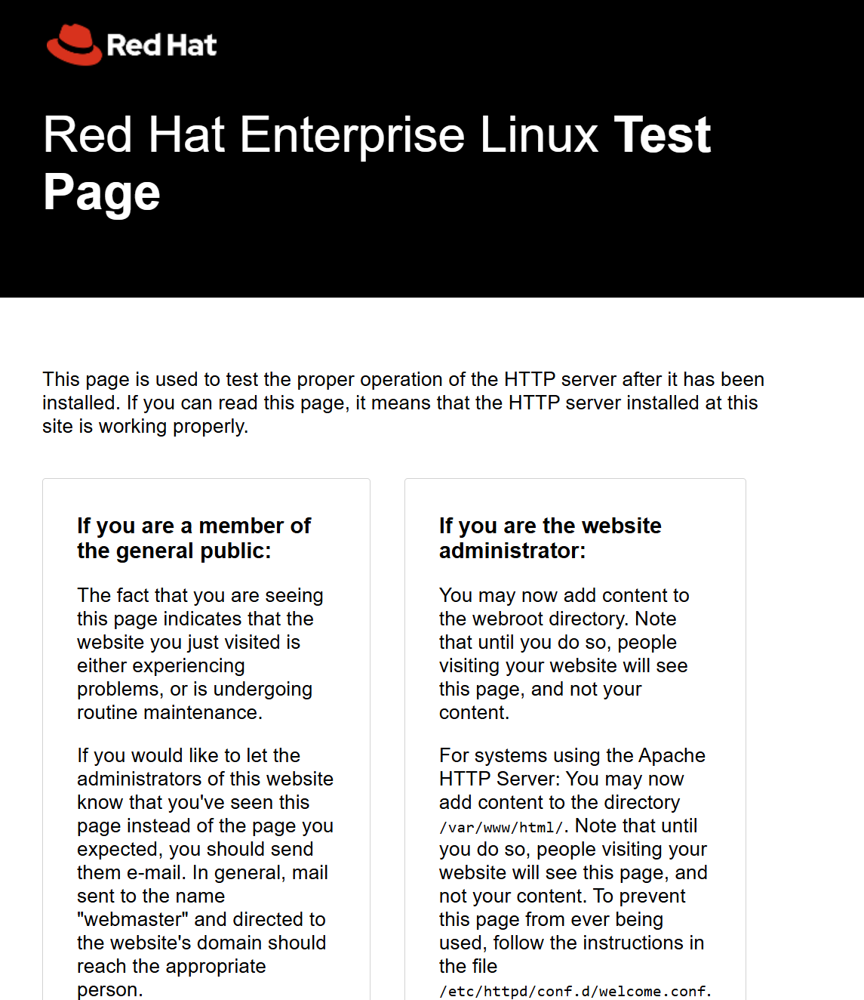 Red Hat
Red Hat Enterprise Linux Test
Page
This page is used to test the proper operation of the HTTP server after it has been
installed. If you can read this page, it means that the HTTP server installed at this
site is working properly.
If you are a member of
the general public:
The fact that you are seeing
this page indicates that the
website you just visited is
either experiencing
problems, or is undergoing
routine maintenance.
If you would like to let the
administrators of this website
know that you've seen this
page instead of the page you
expected, you should send
them e-mail. In general, mail
sent to the name
"webmaster" and directed to
the website's domain should
reach the appropriate
person.
If you are the website
administrator:
You may now add content to
the webroot directory. Note
that until you do so, people
visiting your website will see
this page, and not your
content.
For systems using the Apache
HTTP Server: You may now
add content to the directory
/var/www/html/. Note that until
you do so, people visiting your
website will see this page, and
not your content. To prevent
this page from ever being
used, follow the instructions in
the file
/etc/httpd/conf.d/welcome.conf.